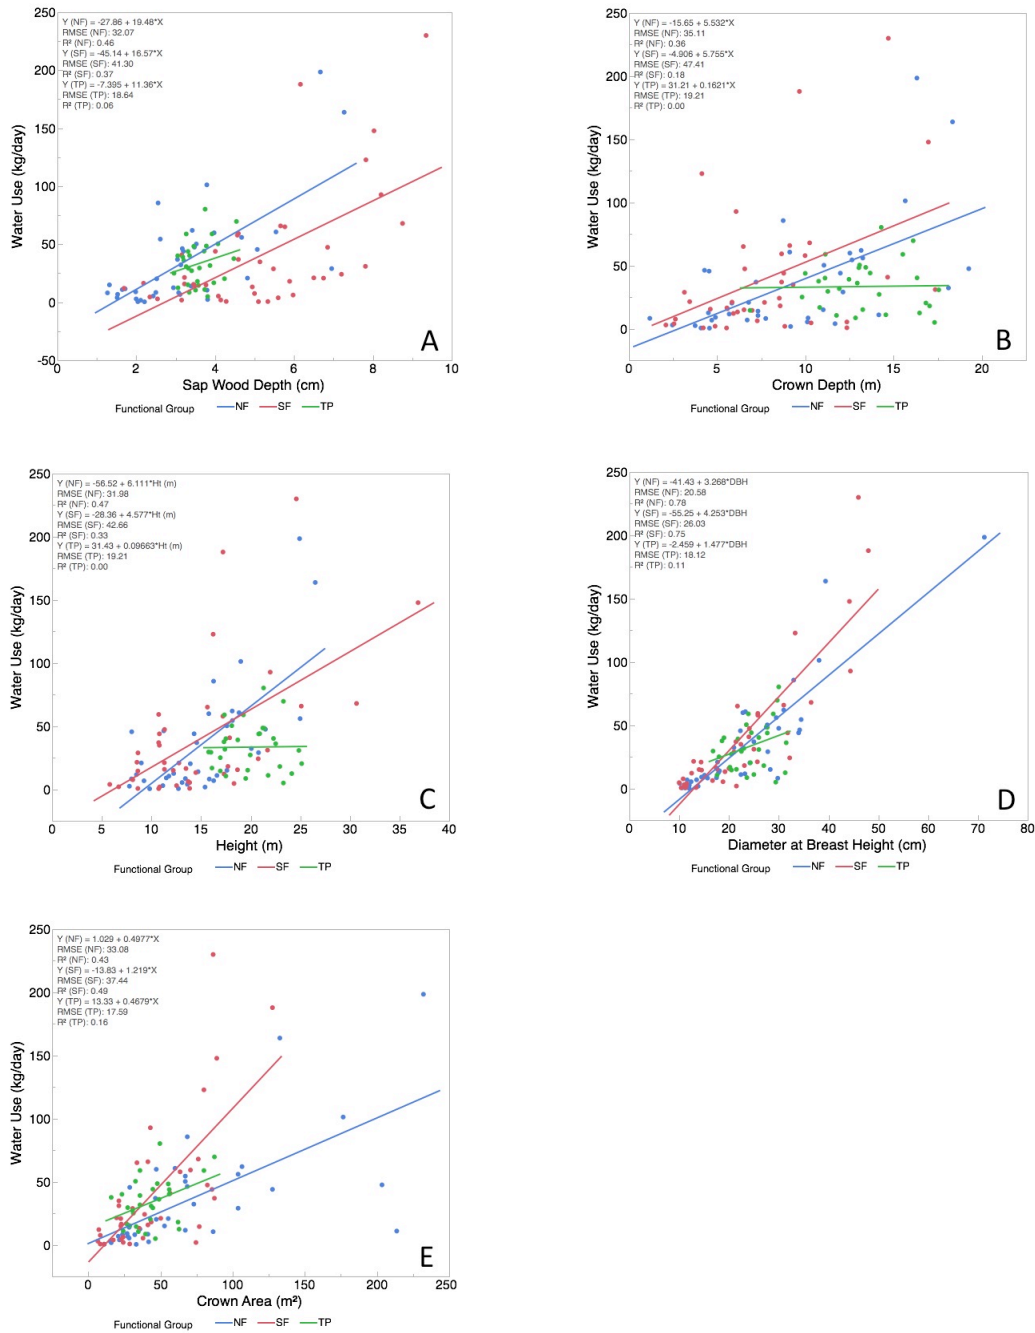 Y (NF) = -27.86 + 19.48*X
RMSE (NF): 32.07
R² (NF): 0.46
Y (SF) = -45.14 + 16.57*X
RMSE (SF): 41.30
R² (SF): 0.37
Y (TP) = -7.395 + 11.36*X
RMSE (TP): 18.64
R² (TP): 0.06
250
200
150
100
50
0
-50
Water Use (kg/day)
A
0 2 4 6 8 10
Sap Wood Depth (cm)
Functional Group NF SF TP
Y (NF) = -15.65 + 5.532*X
RMSE (NF): 35.11
R² (NF): 0.36
Y (SF) = -4.906 + 5.755*X
RMSE (SF): 47.41
R² (SF): 0.18
Y (TP) = 31.21 + 0.1621*X
RMSE (TP): 19.21
R² (TP): 0.00
250
200
150
100
50
0
Water Use (kg/day)
B
0 5 10 15 20
Crown Depth (m)
Functional Group NF SF TP
Y (NF) = -56.52 + 6.111*Ht (m)
RMSE (NF): 31.98
R² (NF): 0.47
Y (SF) = -28.36 + 4.577*Ht (m)
RMSE (SF): 42.66
R² (SF): 0.33
Y (TP) = 31.43 + 0.09663*Ht (m)
RMSE (TP): 19.21
R² (TP): 0.00
250
200
150
100
50
0
Water Use (kg/day)
C
0 5 10 15 20 25 30 35 40
Height (m)
Functional Group NF SF TP
Y (NF) = -41.43 + 3.268*DBH
RMSE (NF): 20.58
R² (NF): 0.78
Y (SF) = -55.25 + 4.253*DBH
RMSE (SF): 26.03
R² (SF): 0.75
Y (TP) = -2.459 + 1.477*DBH
RMSE (TP): 18.12
R² (TP): 0.11
250
200
150
100
50
0
Water Use (kg/day)
D
0 10 20 30 40 50 60 70 80
Diameter at Breast Height (cm)
Functional Group NF SF TP
Y (NF) = 1.029 + 0.4977*X
RMSE (NF): 33.08
R² (NF): 0.43
Y (SF) = -13.83 + 1.219*X
RMSE (SF): 37.44
R² (SF): 0.49
Y (TP) = 13.33 + 0.4679*X
RMSE (TP): 17.59
R² (TP): 0.16
250
200
150
100
50
0
Water Use (kg/day)
E
0 50 100 150 200 250
Crown Area (m²)
Functional Group NF SF TP